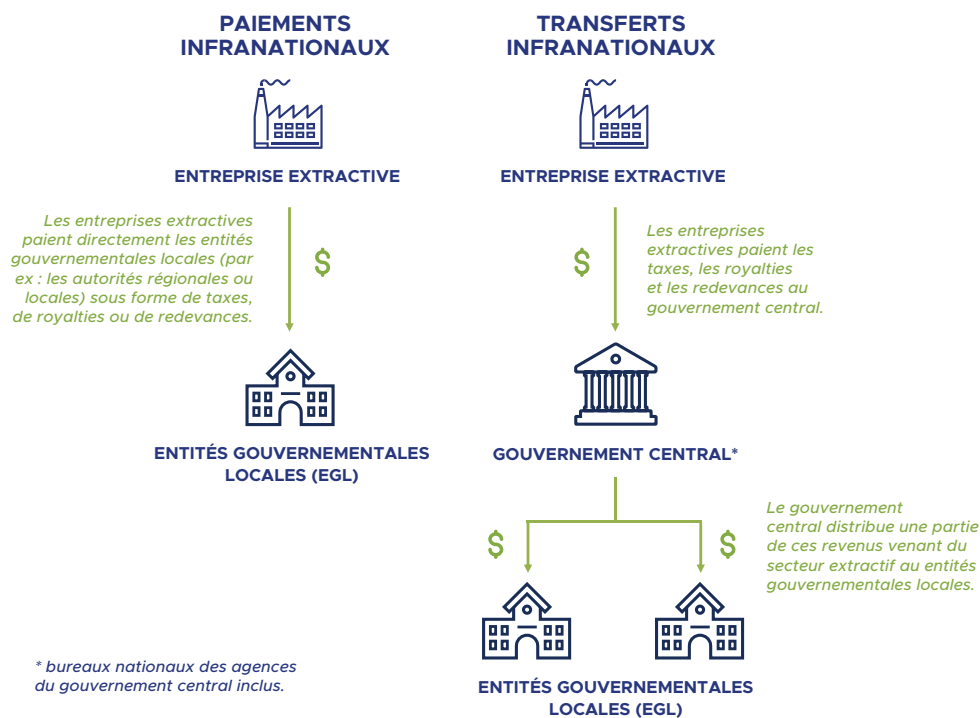 PAIEMENTS
INFRANATIONAUX
ENTREPRISE EXTRACTIVE
Les entreprises extractives
paient directement les entités
gouvernementales locales (par
ex : les autorités régionales ou
locales) sous forme de taxes,
de royalties ou de redevances.
$
ENTITÉS GOUVERNEMENTALES
LOCALES (EGL)
TRANSFERTS
INFRANATIONAUX
ENTREPRISE EXTRACTIVE
$
Les entreprises
extractives paient les
taxes, les royalties
et les redevances au
gouvernement central.
GOUVERNEMENT CENTRAL*
$
$
Le gouvernement
central distribue une partie
de ces revenus venant du
secteur extractif au entités
gouvernementales locales.
ENTITÉS GOUVERNEMENTALES
LOCALES (EGL)
* bureaux nationaux des agences
du gouvernement central inclus.